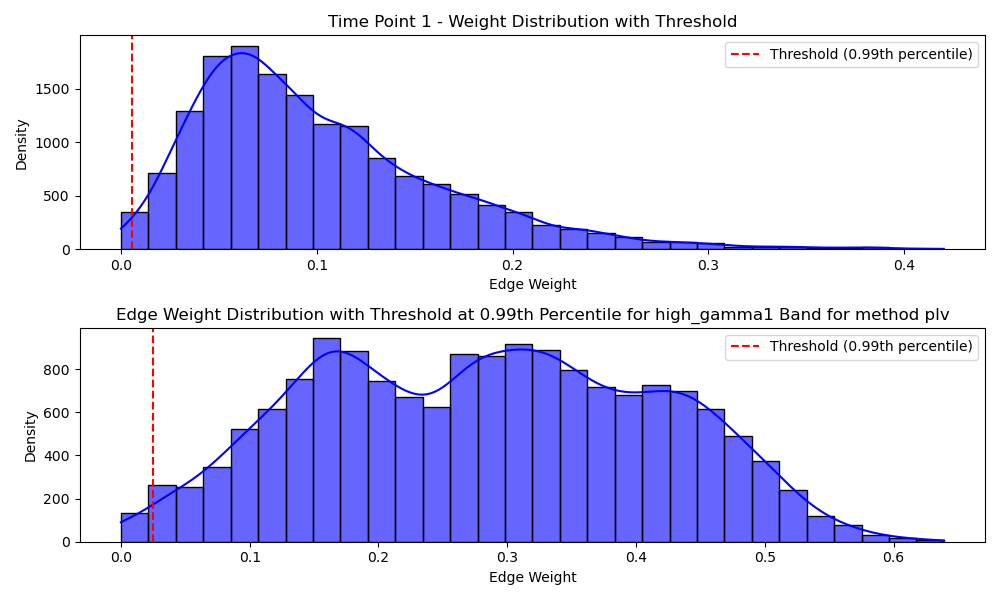 Time Point 1 - Weight Distribution with Threshold
Threshold (0.99th percentile)
Density
1500
1000
500
0
0.0 0.1 0.2 0.3 0.4
Edge Weight
Edge Weight Distribution with Threshold at 0.99th Percentile for high_gamma1 Band for method plv
Threshold (0.99th percentile)
Density
800
600
400
200
0
0.0 0.1 0.2 0.3 0.4 0.5 0.6
Edge Weight